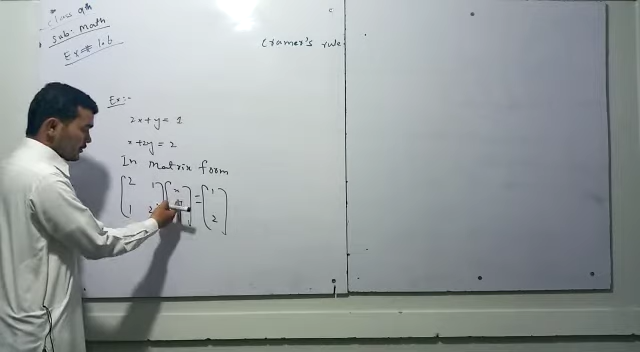 Class 9th
Sub: Math
Ex# 1.6
Cramer's rule
Ex:-
2x+y=1
x+2y=2
In Matrix form
[2 1] [x] = [1]
[1 2] [y] [2]